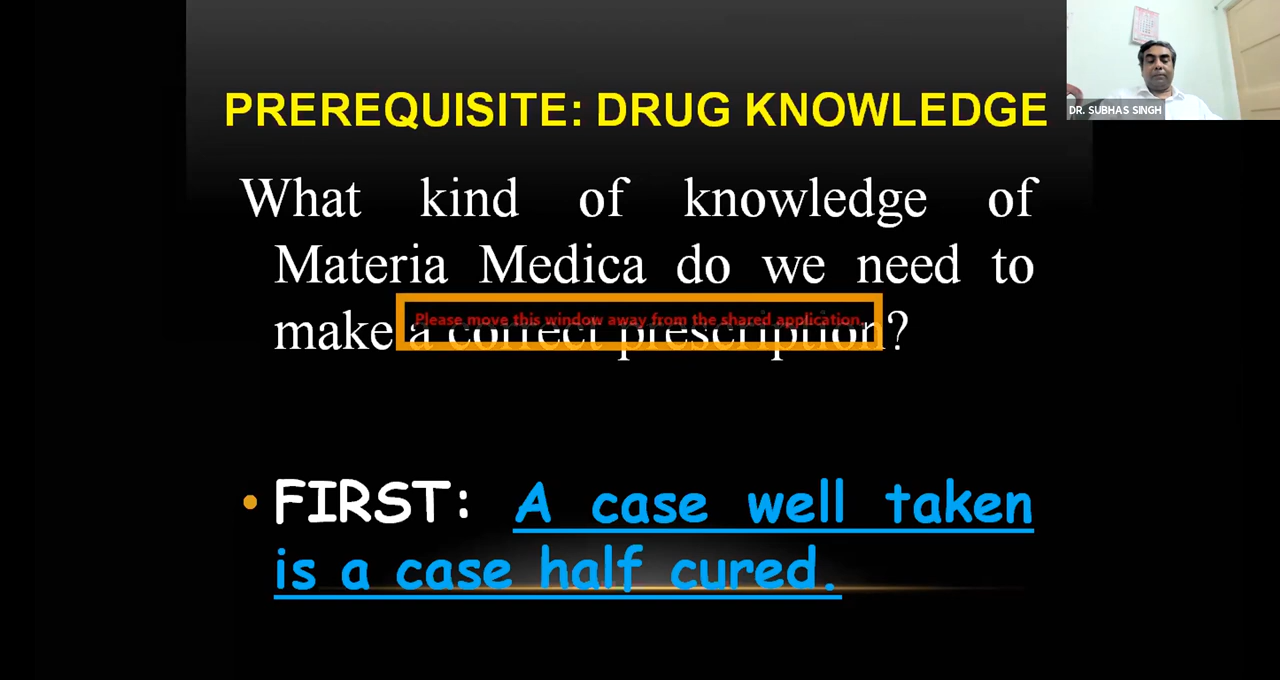 PREREQUISITE: DRUG KNOWLEDGE
What kind of knowledge of
Materia Medica do we need to
make a correct prescription?
Please move this window away from the shared application.
• FIRST: A case well taken
is a case half cured.
DR. SUBHAS SINGH